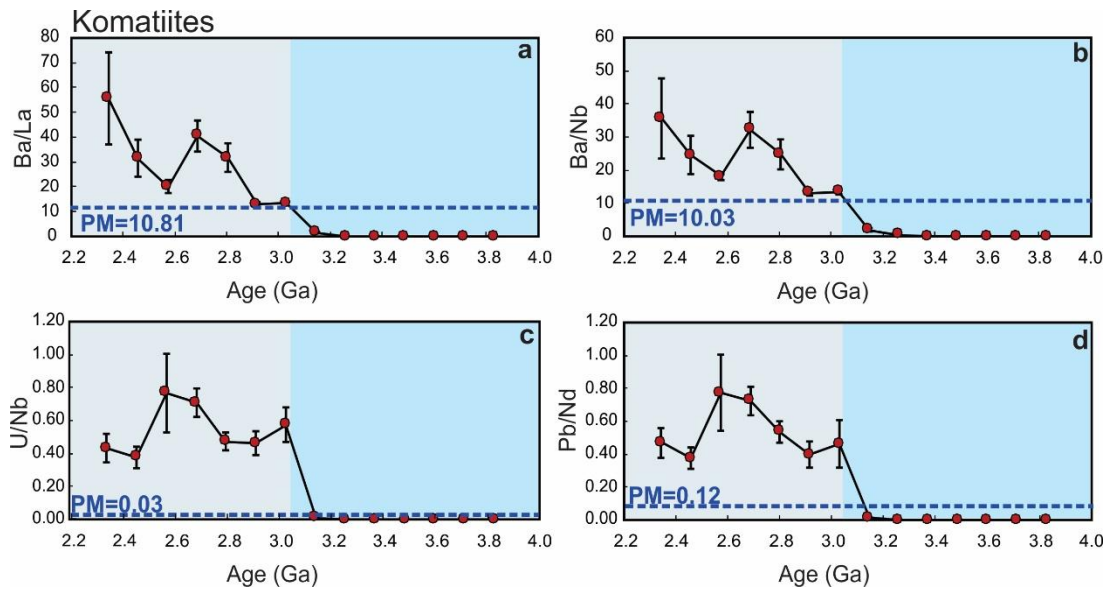 Komatiites
a
80
70
60
50
40
30
20
10
0
Ba/La
PM=10.81
2.2 2.4 2.6 2.8 3.0 3.2 3.4 3.6 3.8 4.0
Age (Ga)
b
60
50
40
30
20
10
0
Ba/Nb
PM=10.03
2.2 2.4 2.6 2.8 3.0 3.2 3.4 3.6 3.8 4.0
Age (Ga)
c
1.20
1.00
0.80
0.60
0.40
0.20
0.00
U/Nb
PM=0.03
2.2 2.4 2.6 2.8 3.0 3.2 3.4 3.6 3.8 4.0
Age (Ga)
d
1.20
1.00
0.80
0.60
0.40
0.20
0.00
Pb/Nd
PM=0.12
2.2 2.4 2.6 2.8 3.0 3.2 3.4 3.6 3.8 4.0
Age (Ga)